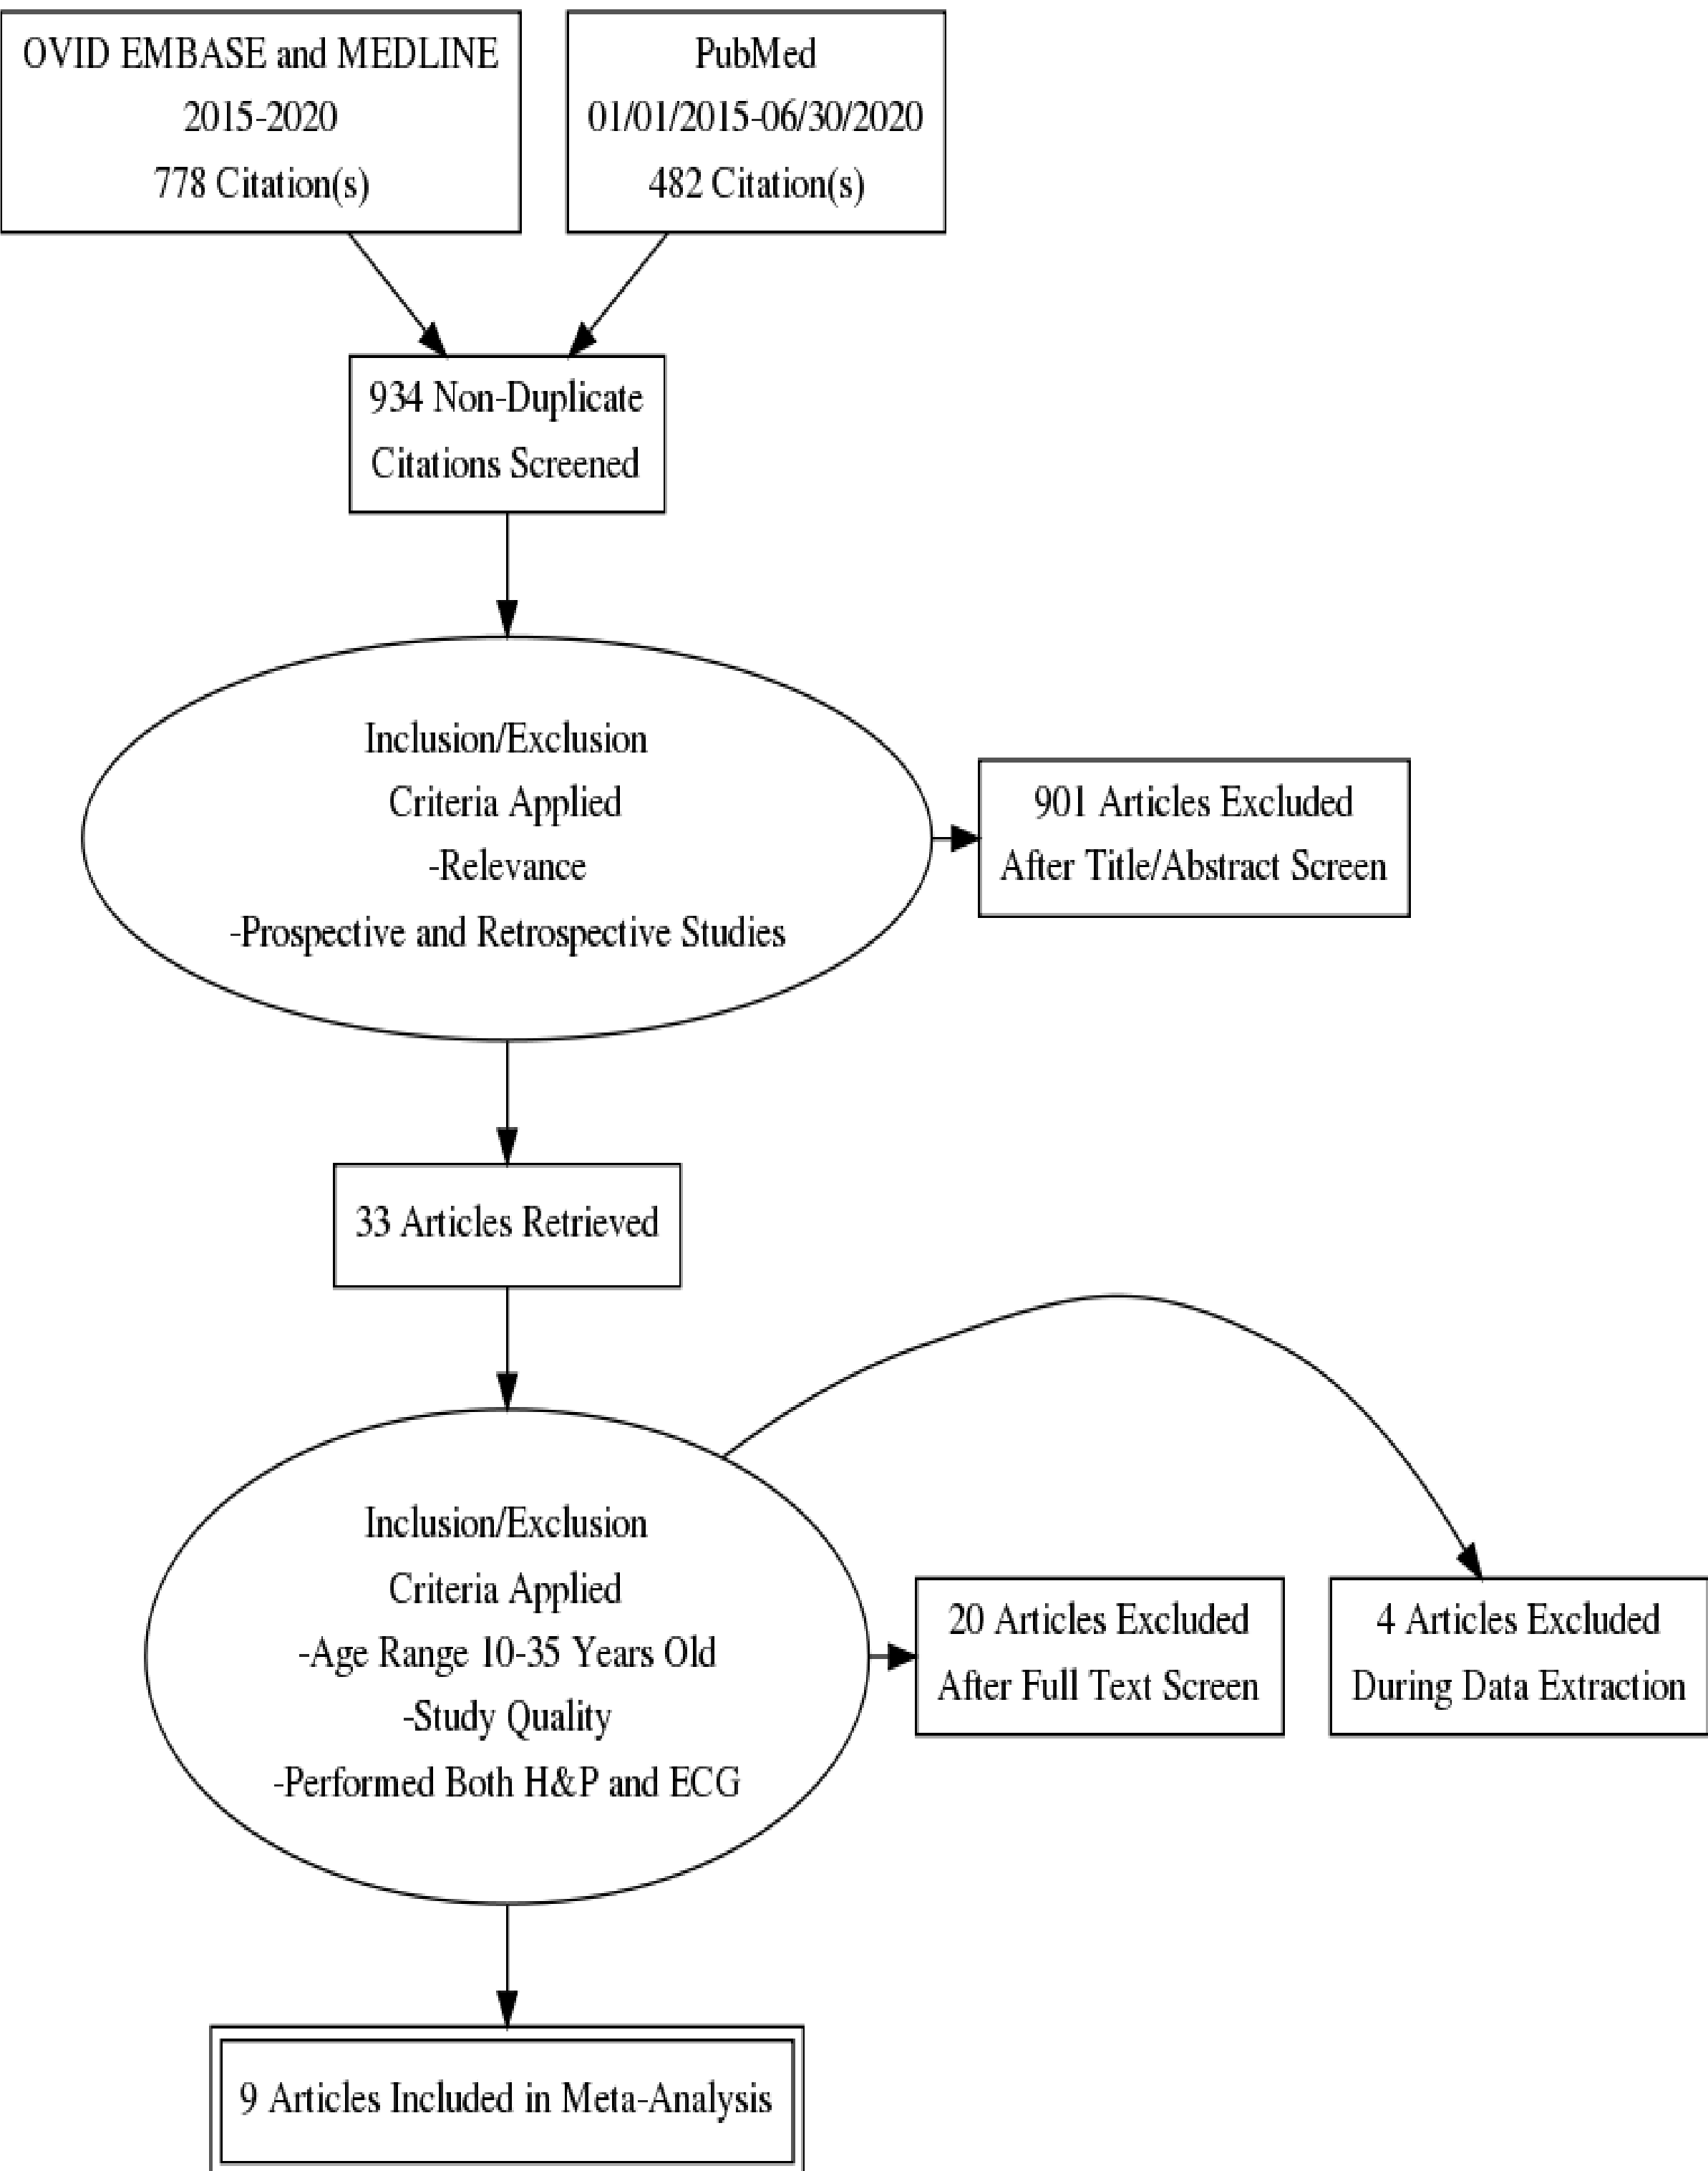 OVID EMBASE and MEDLINE
2015-2020
778 Citation(s)
PubMed
01/01/2015-06/30/2020
482 Citation(s)
934 Non-Duplicate
Citations Screened
Inclusion/Exclusion
Criteria Applied
-Relevance
-Prospective and Retrospective Studies
901 Articles Excluded
After Title/Abstract Screen
33 Articles Retrieved
Inclusion/Exclusion
Criteria Applied
-Age Range 10-35 Years Old
-Study Quality
-Performed Both H&P and ECG
20 Articles Excluded
After Full Text Screen
4 Articles Excluded
During Data Extraction
9 Articles Included in Meta-Analysis